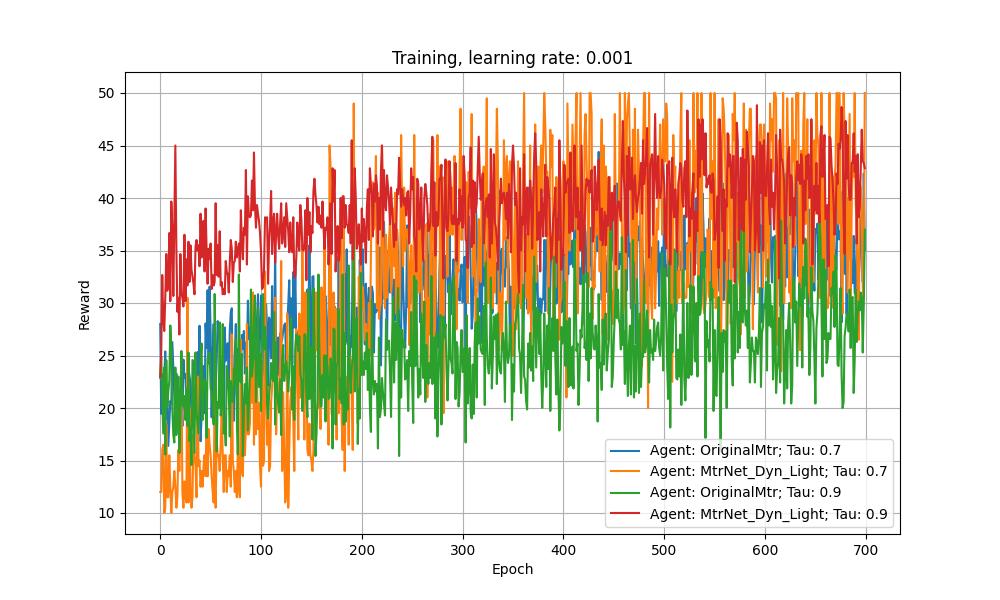 Training, learning rate: 0.001
Reward
50
45
40
35
30
25
20
15
10
Agent: OriginalMtr; Tau: 0.7
Agent: MtrNet_Dyn_Light; Tau: 0.7
Agent: OriginalMtr; Tau: 0.9
Agent: MtrNet_Dyn_Light; Tau: 0.9
0 100 200 300 400 500 600 700
Epoch